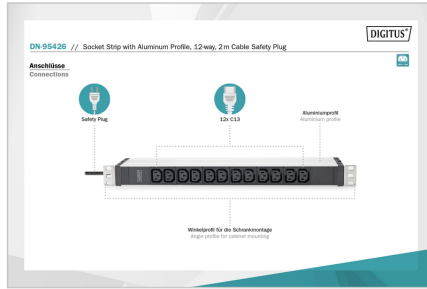 DIGITUS®
DN-95426 // Socket Strip with Aluminum Profile, 12-way, 2 m Cable Safety Plug
Anschlüsse
Connections
Safety Plug
12x C13
Aluminiumprofil
Aluminium profile
Winkelprofil für die Schrankmontage
Angle profile for cabinet mounting